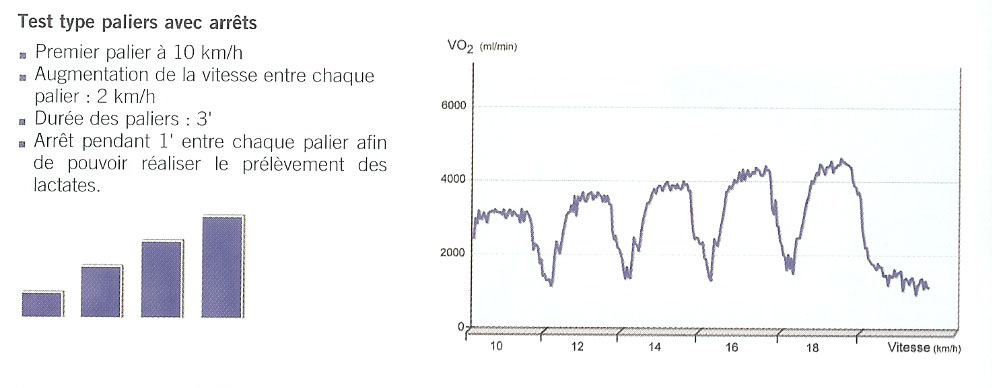 Test type paliers avec arrêts
Premier palier à 10 km/h
Augmentation de la vitesse entre chaque
palier : 2 km/h
Durée des paliers : 3'
Arrêt pendant 1' entre chaque palier afin
de pouvoir réaliser le prélèvement des
lactates.
VO2 (ml/min)
6000
4000
2000
0
10 12 14 16 18 Vitesse (km/h)